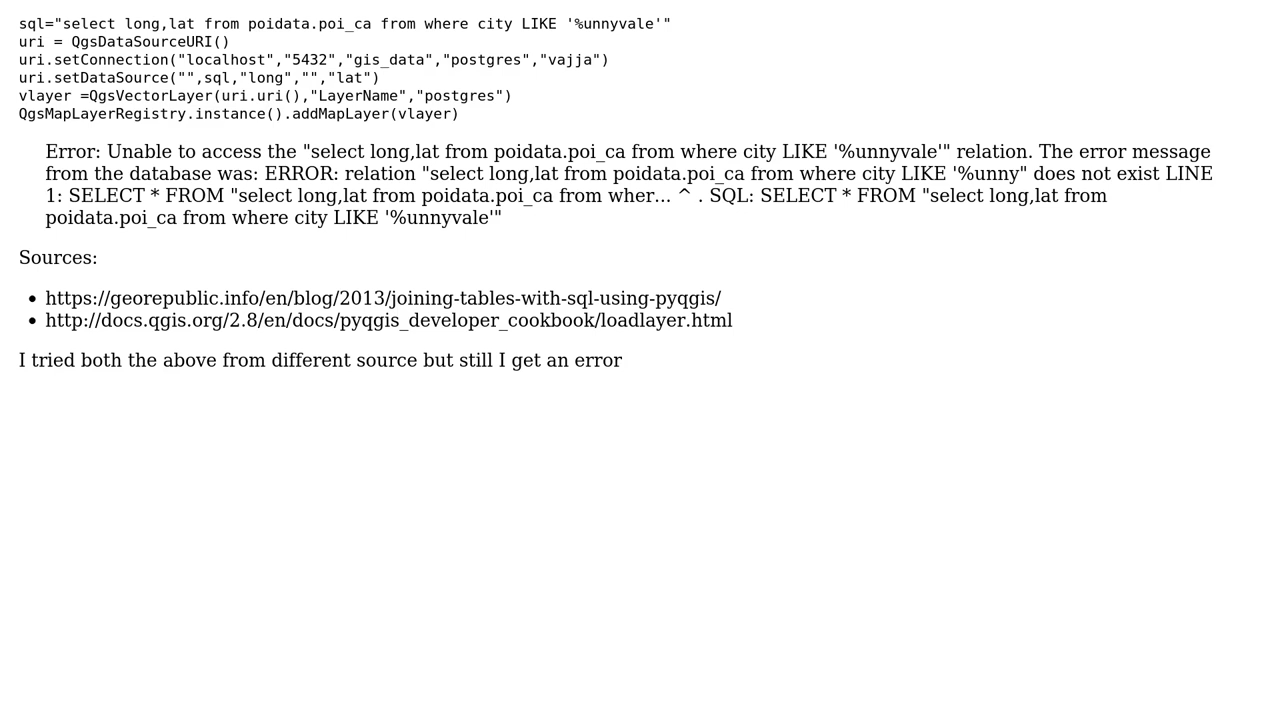 sql="select long,lat from poidata.poi_ca from where city LIKE '%unnyvale'"
uri = QgsDataSourceURI()
uri.setConnection("localhost","5432","gis_data","postgres","vajja")
uri.setDataSource("",sql,"long","","lat")
vlayer =QgsVectorLayer(uri.uri(),"LayerName","postgres")
QgsMapLayerRegistry.instance().addMapLayer(vlayer)
Error: Unable to access the "select long,lat from poidata.poi_ca from where city LIKE '%unnyvale'" relation. The error message
from the database was: ERROR: relation "select long,lat from poidata.poi_ca from where city LIKE '%unny" does not exist LINE
1: SELECT * FROM "select long,lat from poidata.poi_ca from wher... ^ . SQL: SELECT * FROM "select long,lat from
poidata.poi_ca from where city LIKE '%unnyvale'"
Sources:
• https://georepublic.info/en/blog/2013/joining-tables-with-sql-using-pyqgis/
• http://docs.qgis.org/2.8/en/docs/pyqgis_developer_cookbook/loadlayer.html
I tried both the above from different source but still I get an error